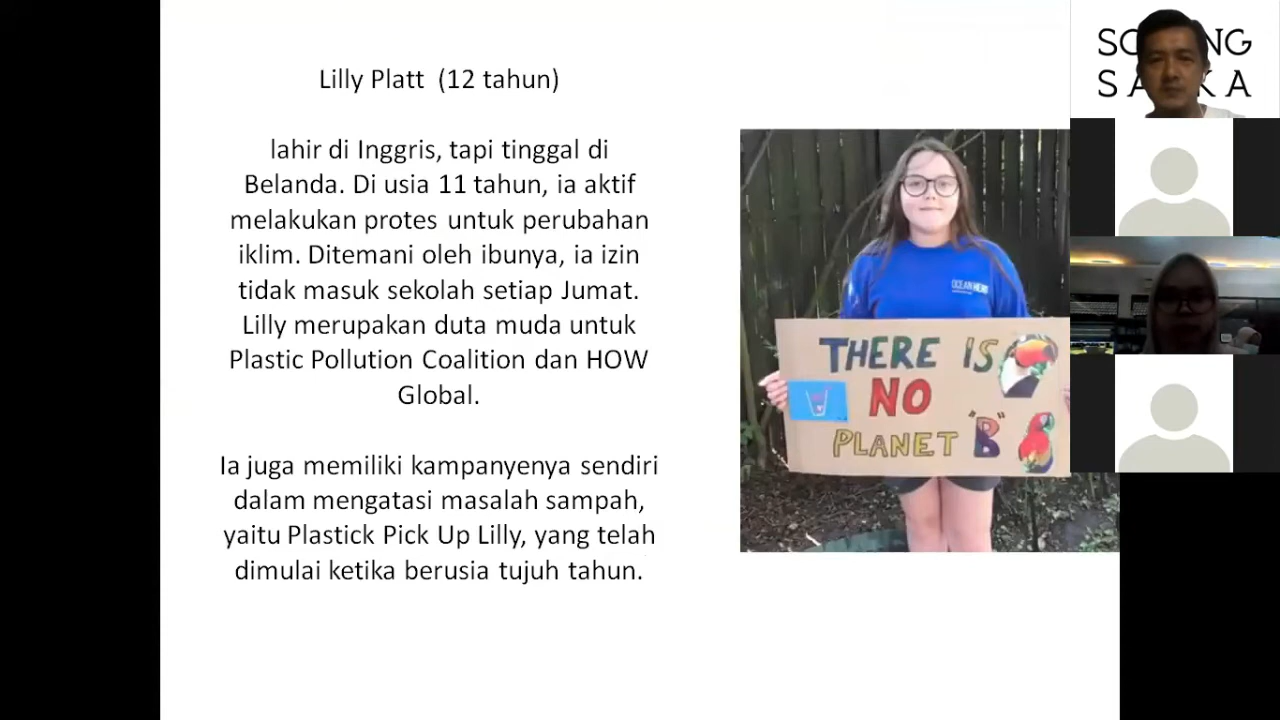 Lilly Platt (12 tahun)
lahir di Inggris, tapi tinggal di
Belanda. Di usia 11 tahun, ia aktif
melakukan protes untuk perubahan
iklim. Ditemani oleh ibunya, ia izin
tidak masuk sekolah setiap Jumat.
Lilly merupakan duta muda untuk
Plastic Pollution Coalition dan HOW
Global.
Ia juga memiliki kampanyenya sendiri
dalam mengatasi masalah sampah,
yaitu Plastick Pick Up Lilly, yang telah
dimulai ketika berusia tujuh tahun.
THERE IS
NO
PLANET "B"